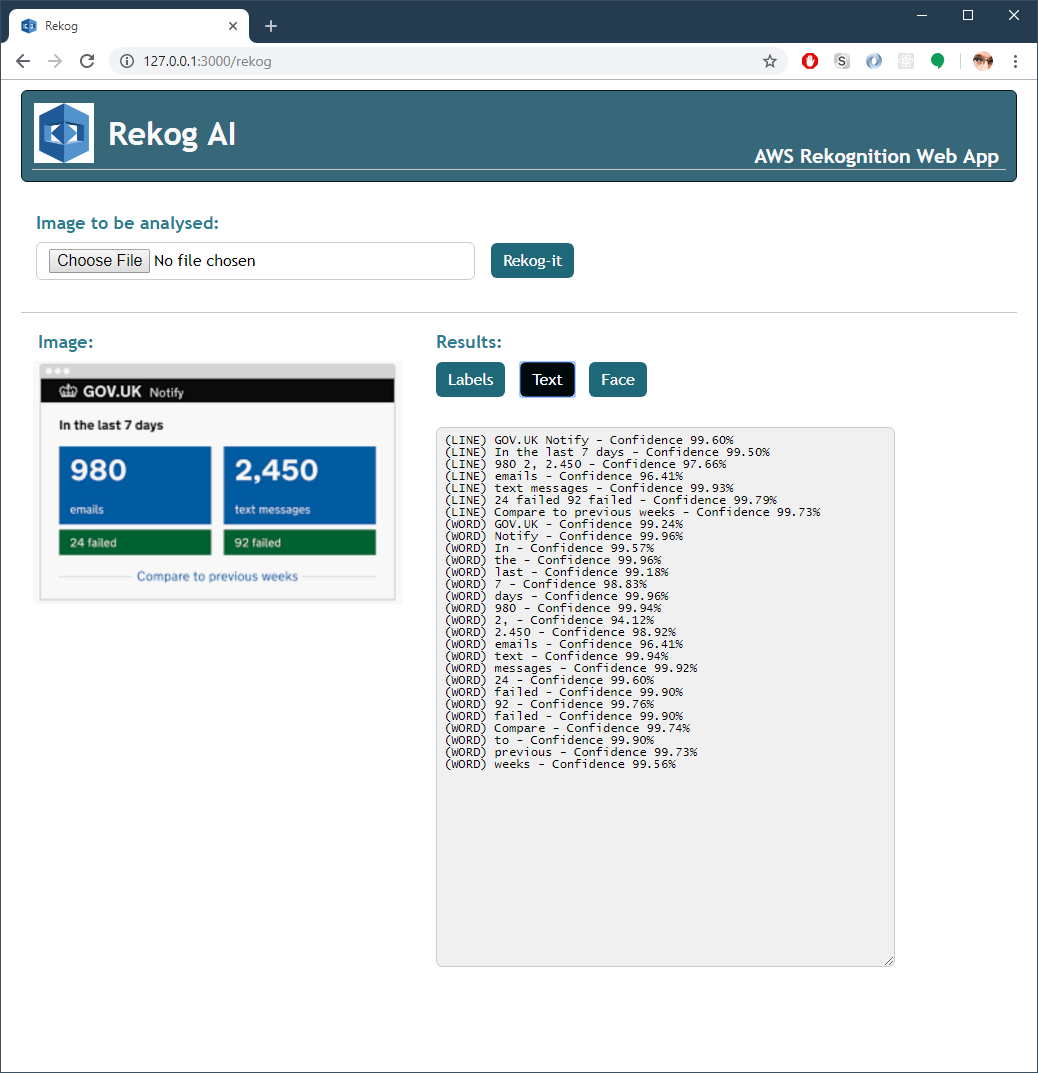 Rekog
127.0.0.1:3000/rekog
S
Rekog AI
AWS Rekognition Web App
Image to be analysed:
Choose File No file chosen
Rekog-it
Image:
GOV.UK Notify
In the last 7 days
980
2,450
emails
text messages
24 failed
92 failed
Compare to previous weeks
Results:
Labels Text Face
(LINE) GOV.UK Notify - Confidence 99.60%
(LINE) In the last 7 days - Confidence 99.50%
(LINE) 980 2, 2.450 - Confidence 97.66%
(LINE) emails - Confidence 96.41%
(LINE) text messages - Confidence 99.93%
(LINE) 24 failed 92 failed - Confidence 99.79%
(LINE) Compare to previous weeks - Confidence 99.73%
(WORD) GOV.UK - Confidence 99.24%
(WORD) Notify - Confidence 99.96%
(WORD) In - Confidence 99.57%
(WORD) the - Confidence 99.96%
(WORD) last - Confidence 99.18%
(WORD) 7 - Confidence 98.83%
(WORD) days - Confidence 99.96%
(WORD) 980 - Confidence 99.94%
(WORD) 2, - Confidence 94.12%
(WORD) 2.450 - Confidence 98.92%
(WORD) emails - Confidence 96.41%
(WORD) text - Confidence 99.94%
(WORD) messages - Confidence 99.92%
(WORD) 24 - Confidence 99.60%
(WORD) failed - Confidence 99.90%
(WORD) 92 - Confidence 99.76%
(WORD) failed - Confidence 99.90%
(WORD) Compare - Confidence 99.74%
(WORD) to - Confidence 99.90%
(WORD) previous - Confidence 99.73%
(WORD) weeks - Confidence 99.56%